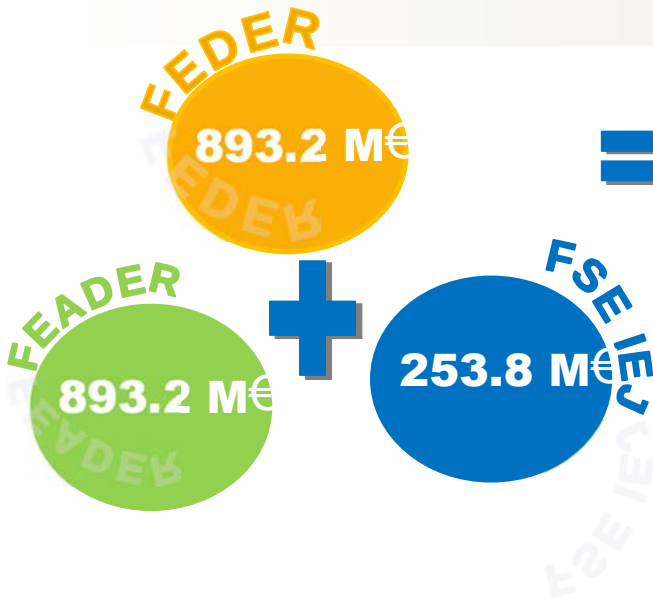 FEDER
893.2 M€
=
FEADER
893.2 M€
+
FSE IEJ
253.8 M€